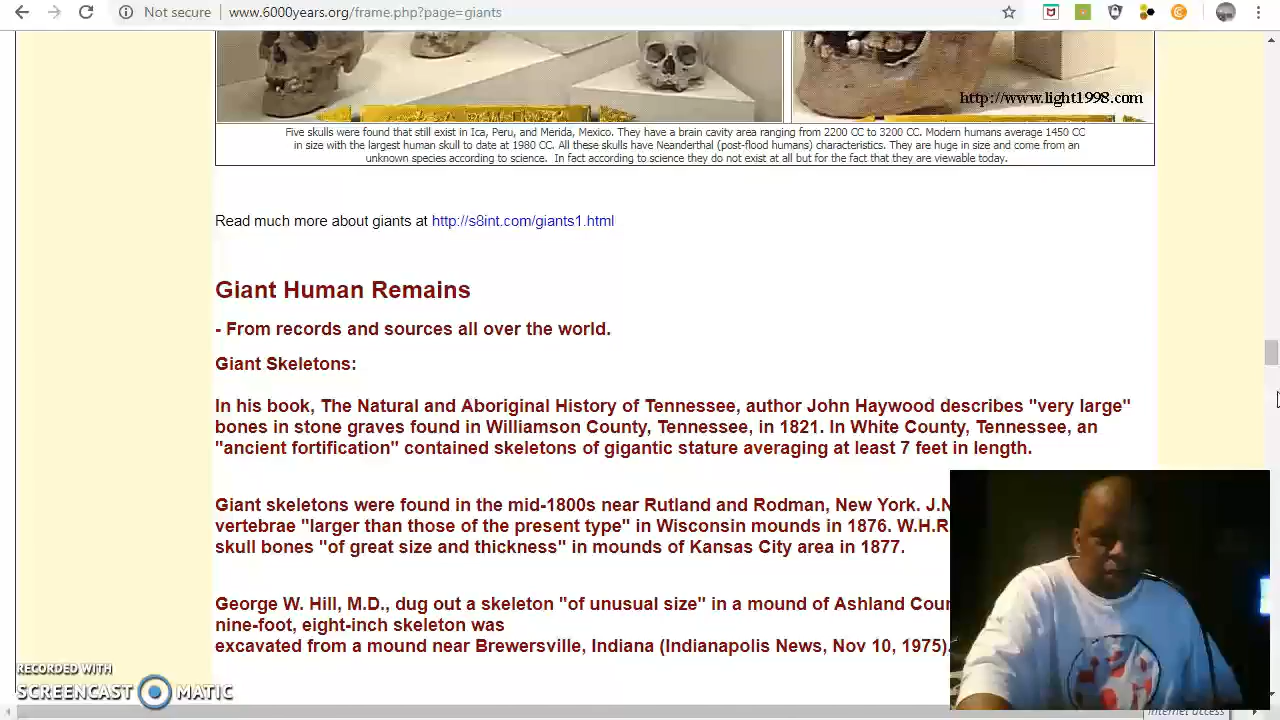 Not secure
www.6000years.org/frame.php?page=giants
http://www.light1998.com
Five skulls were found that still exist in Ica, Peru, and Merida, Mexico. They have a brain cavity area ranging from 2200 CC to 3200 CC. Modern humans average 1450 CC
in size with the largest human skull to date at 1980 CC. All these skulls have Neanderthal (post-flood humans) characteristics. They are huge in size and come from an
unknown species according to science. In fact according to science they do not exist at all but for the fact that they are viewable today.
Read much more about giants at http://s8int.com/giants1.html
Giant Human Remains
- From records and sources all over the world.
Giant Skeletons:
In his book, The Natural and Aboriginal History of Tennessee, author John Haywood describes "very large"
bones in stone graves found in Williamson County, Tennessee, in 1821. In White County, Tennessee, an
"ancient fortification" contained skeletons of gigantic stature averaging at least 7 feet in length.
Giant skeletons were found in the mid-1800s near Rutland and Rodman, New York. J.N
vertebrae "larger than those of the present type" in Wisconsin mounds in 1876. W.H.R
skull bones "of great size and thickness" in mounds of Kansas City area in 1877.
George W. Hill, M.D., dug out a skeleton "of unusual size" in a mound of Ashland Cour
nine-foot, eight-inch skeleton was
excavated from a mound near Brewersville, Indiana (Indianapolis News, Nov 10, 1975).
RECORDED WITH
SCREENCAST MATIC
Internet access